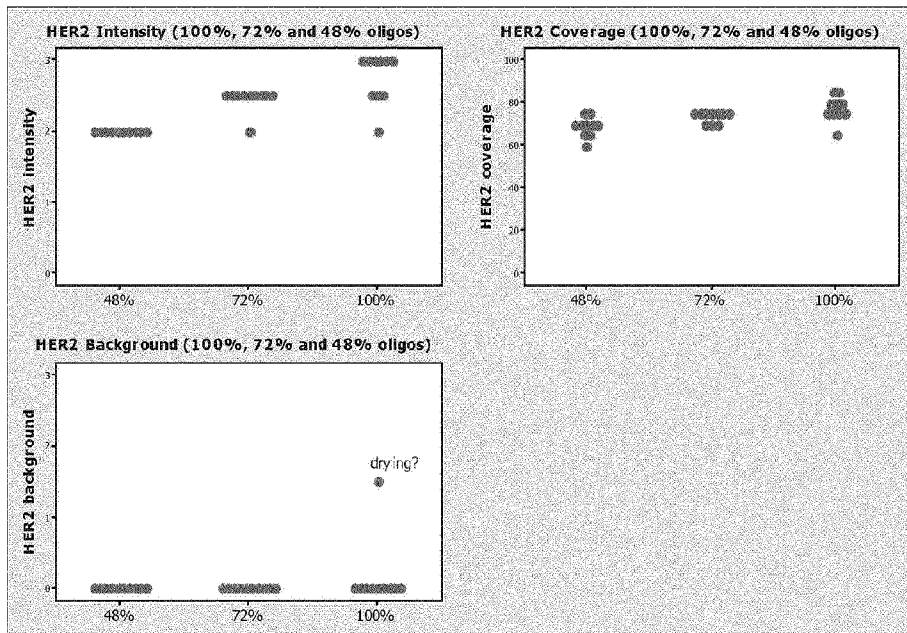 HER2 Intensity (100%, 72% and 48% oligos)
HER2 intensity
3
2
1
0
48% 72% 100%
HER2 Coverage (100%, 72% and 48% oligos)
HER2 coverage
100
80
60
40
20
0
48% 72% 100%
HER2 Background (100%, 72% and 48% oligos)
HER2 background
3
2
1
0
drying?
48% 72% 100%